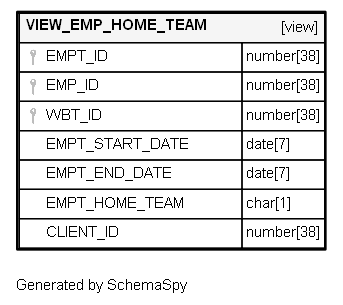 VIEW_EMP_HOME_TEAM [view]
EMPT_ID number[38]
EMP_ID number[38]
WBT_ID number[38]
EMPT_START_DATE date[7]
EMPT_END_DATE date[7]
EMPT_HOME_TEAM char[1]
CLIENT_ID number[38]
Generated by SchemaSpy